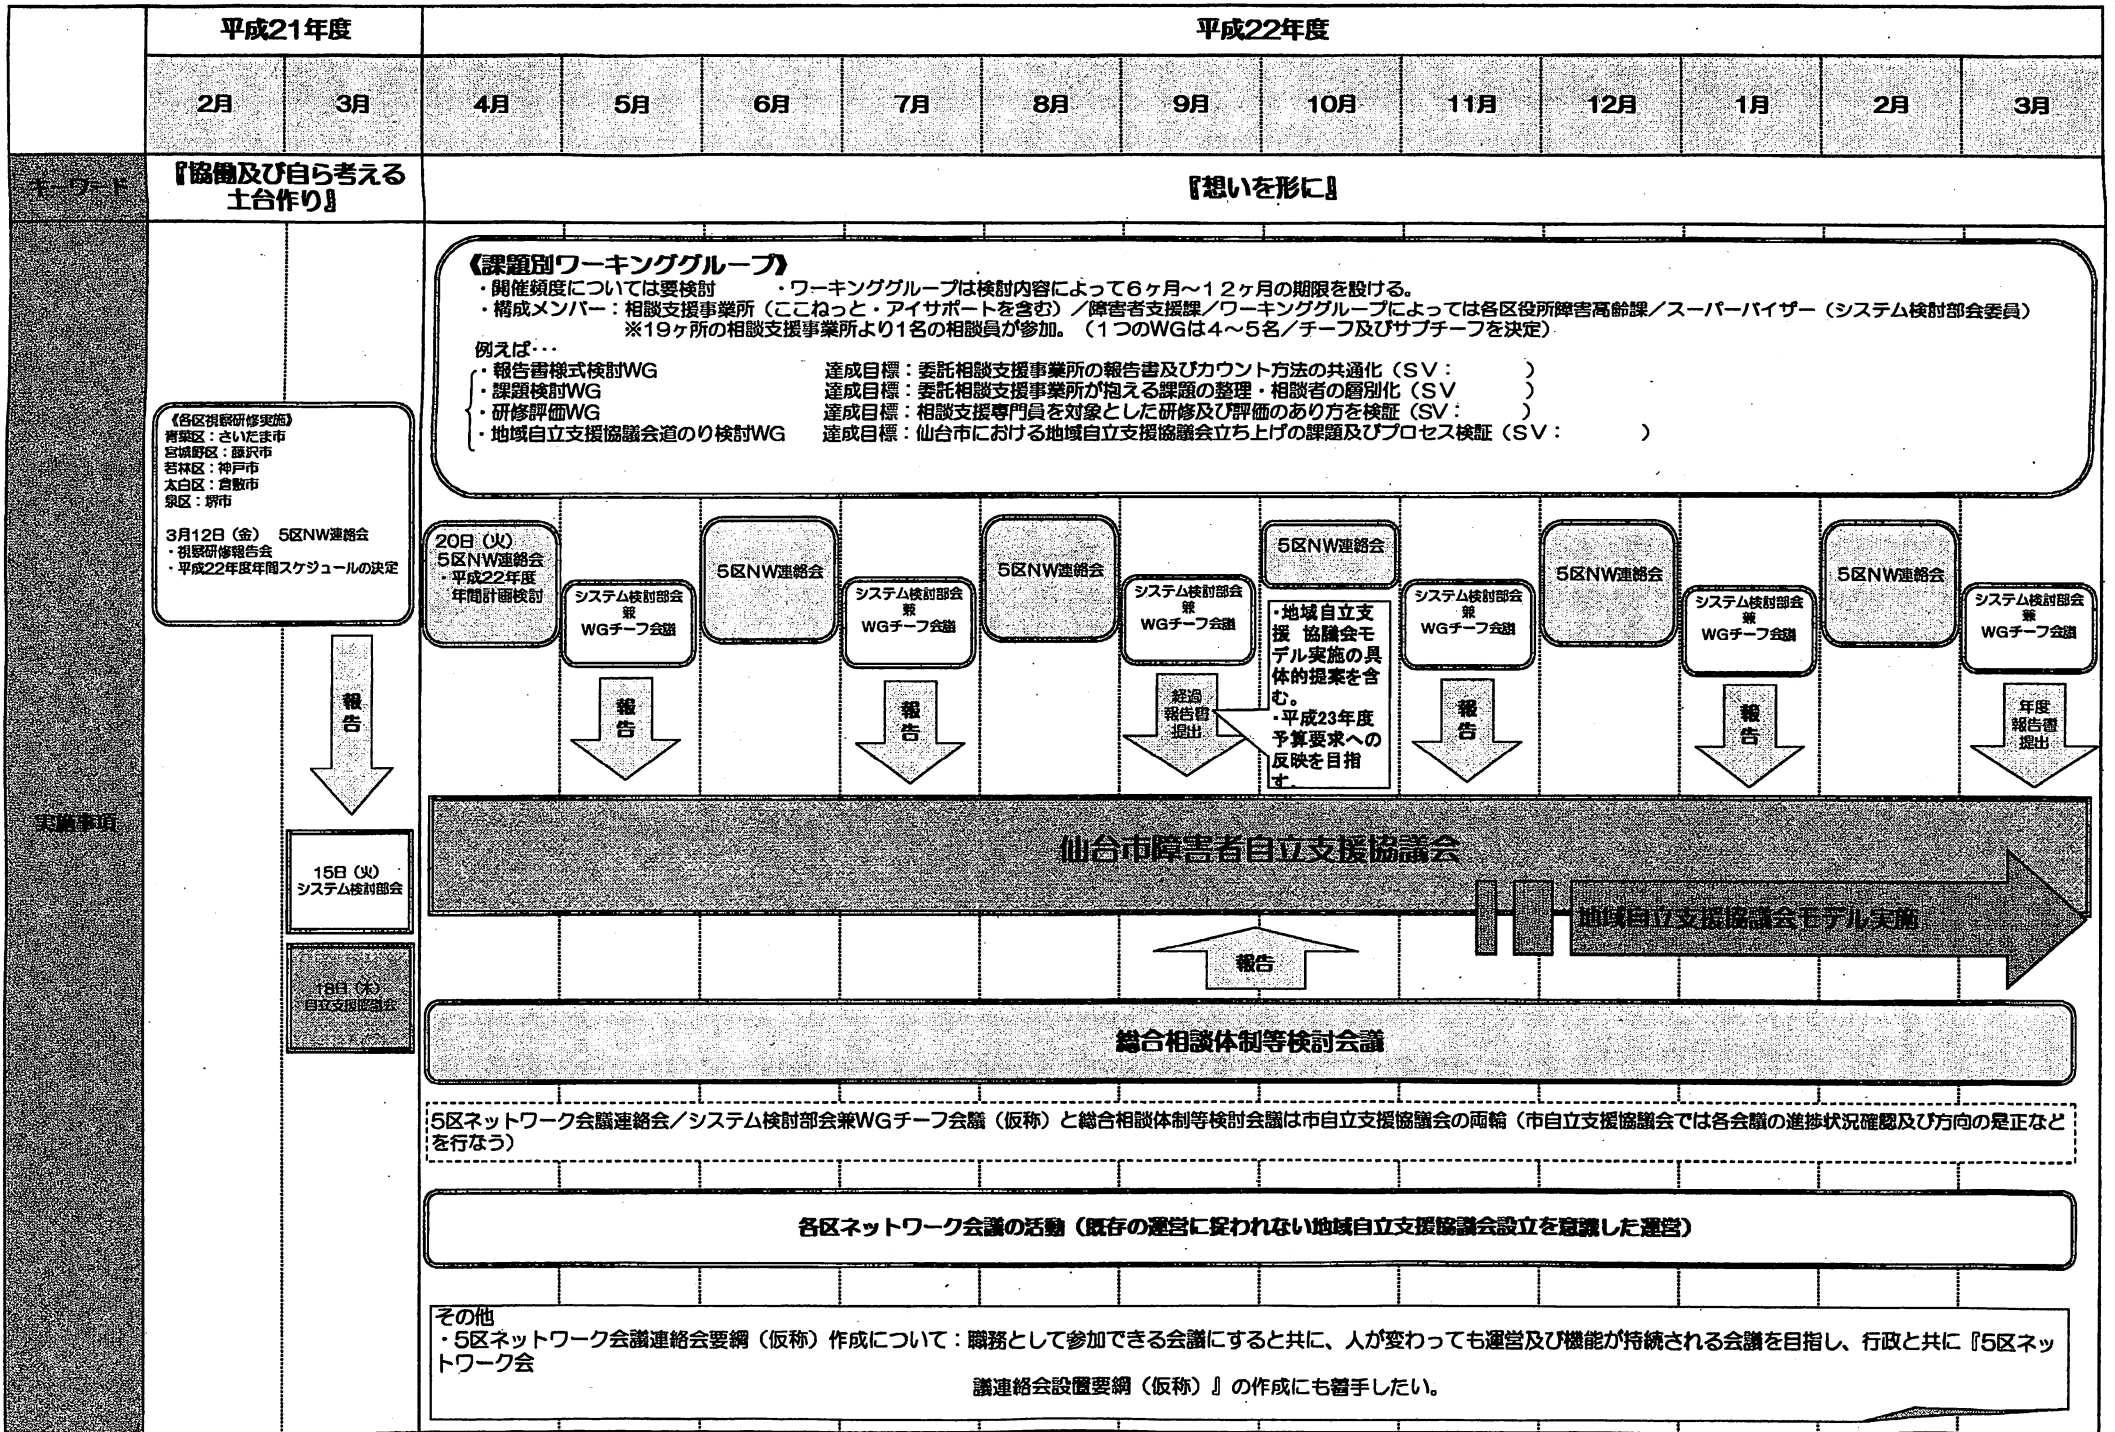 平成21年度
平成22年度
2月
3月
4月
5月
6月
7月
8月
9月
10月
11月
12月
1月
2月
3月
キーワード
『協働及び自ら考える
土台作り』
『想いを形に』
実施事項
《課題別ワーキンググループ》
・開催頻度については要検討　・ワーキンググループは検討内容によって6ヶ月～12ヶ月の期限を設ける。
・構成メンバー：相談支援事業所（ここねっと・アイサポートを含む）／障害者支援課／ワーキンググループによっては各区役所障害高齢課／スーパーバイザー（システム検討部会委員）
※19ヶ所の相談支援事業所より1名の相談員が参加。（1つのWGは4～5名／チーフ及びサブチーフを決定）
例えば…
・報告書様式検討WG　達成目標：委託相談支援事業所の報告書及びカウント方法の共通化（SV：　）
・課題検討WG　達成目標：委託相談支援事業所が抱える課題の整理・相談者の層別化（SV　）
・研修評価WG　達成目標：相談支援専門員を対象とした研修及び評価のあり方を検証（SV：　）
・地域自立支援協議会道のり検討WG　達成目標：仙台市における地域自立支援協議会立ち上げの課題及びプロセス検証（SV：　）
《各区視察研修実施》
青葉区：さいたま市
宮城野区：藤沢市
若林区：神戸市
太白区：倉敷市
泉区：堺市
3月12日（金）　5区NW連絡会
・視察研修報告会
・平成22年度年間スケジュールの決定
報告
15日（火）
システム検討部会
18日（木）
自立支援協議会
20日（火）
5区NW連絡会
・平成22年度
年間計画検討
システム検討部会
兼
WGチーフ会議
報告
5区NW連絡会
システム検討部会
兼
WGチーフ会議
報告
5区NW連絡会
システム検討部会
兼
WGチーフ会議
経過
報告書
提出
5区NW連絡会
・地域自立支
援 協議会モ
デル実施の具
体的提案を含
む。
・平成23年度
予算要求への
反映を目指
す。
システム検討部会
兼
WGチーフ会議
報告
5区NW連絡会
システム検討部会
兼
WGチーフ会議
報告
5区NW連絡会
システム検討部会
兼
WGチーフ会議
年度
報告書
提出
仙台市障害者自立支援協議会
地域自立支援協議会モデル実施
報告
総合相談体制等検討会議
5区ネットワーク会議連絡会／システム検討部会兼WGチーフ会議（仮称）と総合相談体制等検討会議は市自立支援協議会の両輪（市自立支援協議会では各会議の進捗状況確認及び方向の是正など
を行なう）
各区ネットワーク会議の活動（既存の運営に捉われない地域自立支援協議会設立を意識した運営）
その他
・5区ネットワーク会議連絡会要綱（仮称）作成について：職務として参加できる会議にすると共に、人が変わっても運営及び機能が持続される会議を目指し、行政と共に『5区ネッ
トワーク会
議連絡会設置要綱（仮称）』の作成にも着手したい。